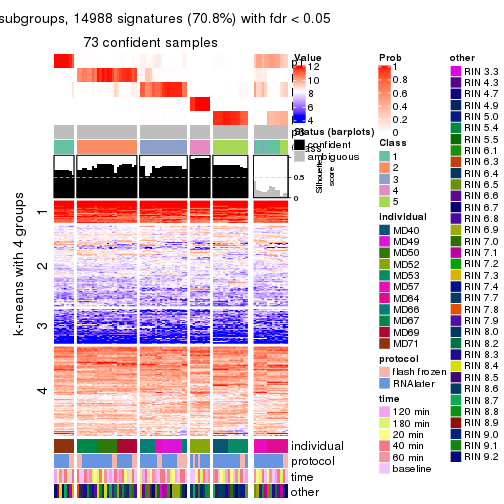 subgroups, 14988 signatures (70.8%) with fdr < 0.05
73 confident samples
k-means with 4 groups
1
2
3
4
0.5
0
Silhouette
score
individual
protocol
time
other
Value
12
10
8
6
4
Status (barplots)
confident
ambiguous
Prob
1
0.8
0.6
0.4
0.2
0
Class
1
2
3
4
5
individual
MD40
MD49
MD50
MD52
MD53
MD57
MD64
MD66
MD67
MD69
MD71
protocol
flash frozen
RNAlater
time
120 min
180 min
20 min
40 min
60 min
baseline
other
RIN 3.3
RIN 4.3
RIN 4.7
RIN 4.9
RIN 5.0
RIN 5.4
RIN 5.5
RIN 6.1
RIN 6.3
RIN 6.4
RIN 6.5
RIN 6.6
RIN 6.7
RIN 6.8
RIN 6.9
RIN 7.0
RIN 7.1
RIN 7.2
RIN 7.3
RIN 7.4
RIN 7.7
RIN 7.8
RIN 7.9
RIN 8.0
RIN 8.2
RIN 8.3
RIN 8.4
RIN 8.5
RIN 8.6
RIN 8.7
RIN 8.8
RIN 8.9
RIN 9.0
RIN 9.1
RIN 9.2